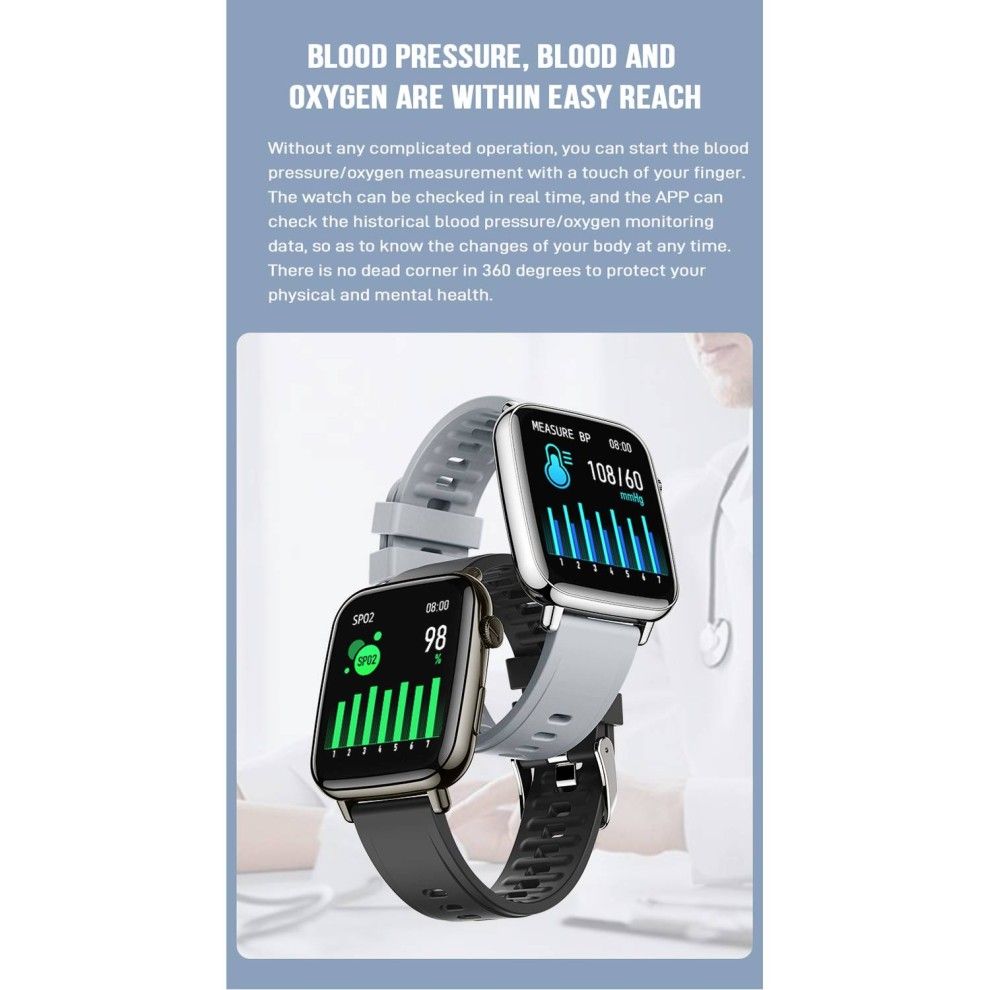 BLOOD PRESSURE, BLOOD AND
OXYGEN ARE WITHIN EASY REACH
Without any complicated operation, you can start the blood
pressure/oxygen measurement with a touch of your finger.
The watch can be checked in real time, and the APP can
check the historical blood pressure/oxygen monitoring
data, so as to know the changes of your body at any time.
There is no dead corner in 360 degrees to protect your
physical and mental health.
MEASURE BP 08:00
108/60
mmHg
1 2 3 4 5 6 7
SPO2 08:00
98
%
SPO2
1 2 3 4 5 6 7